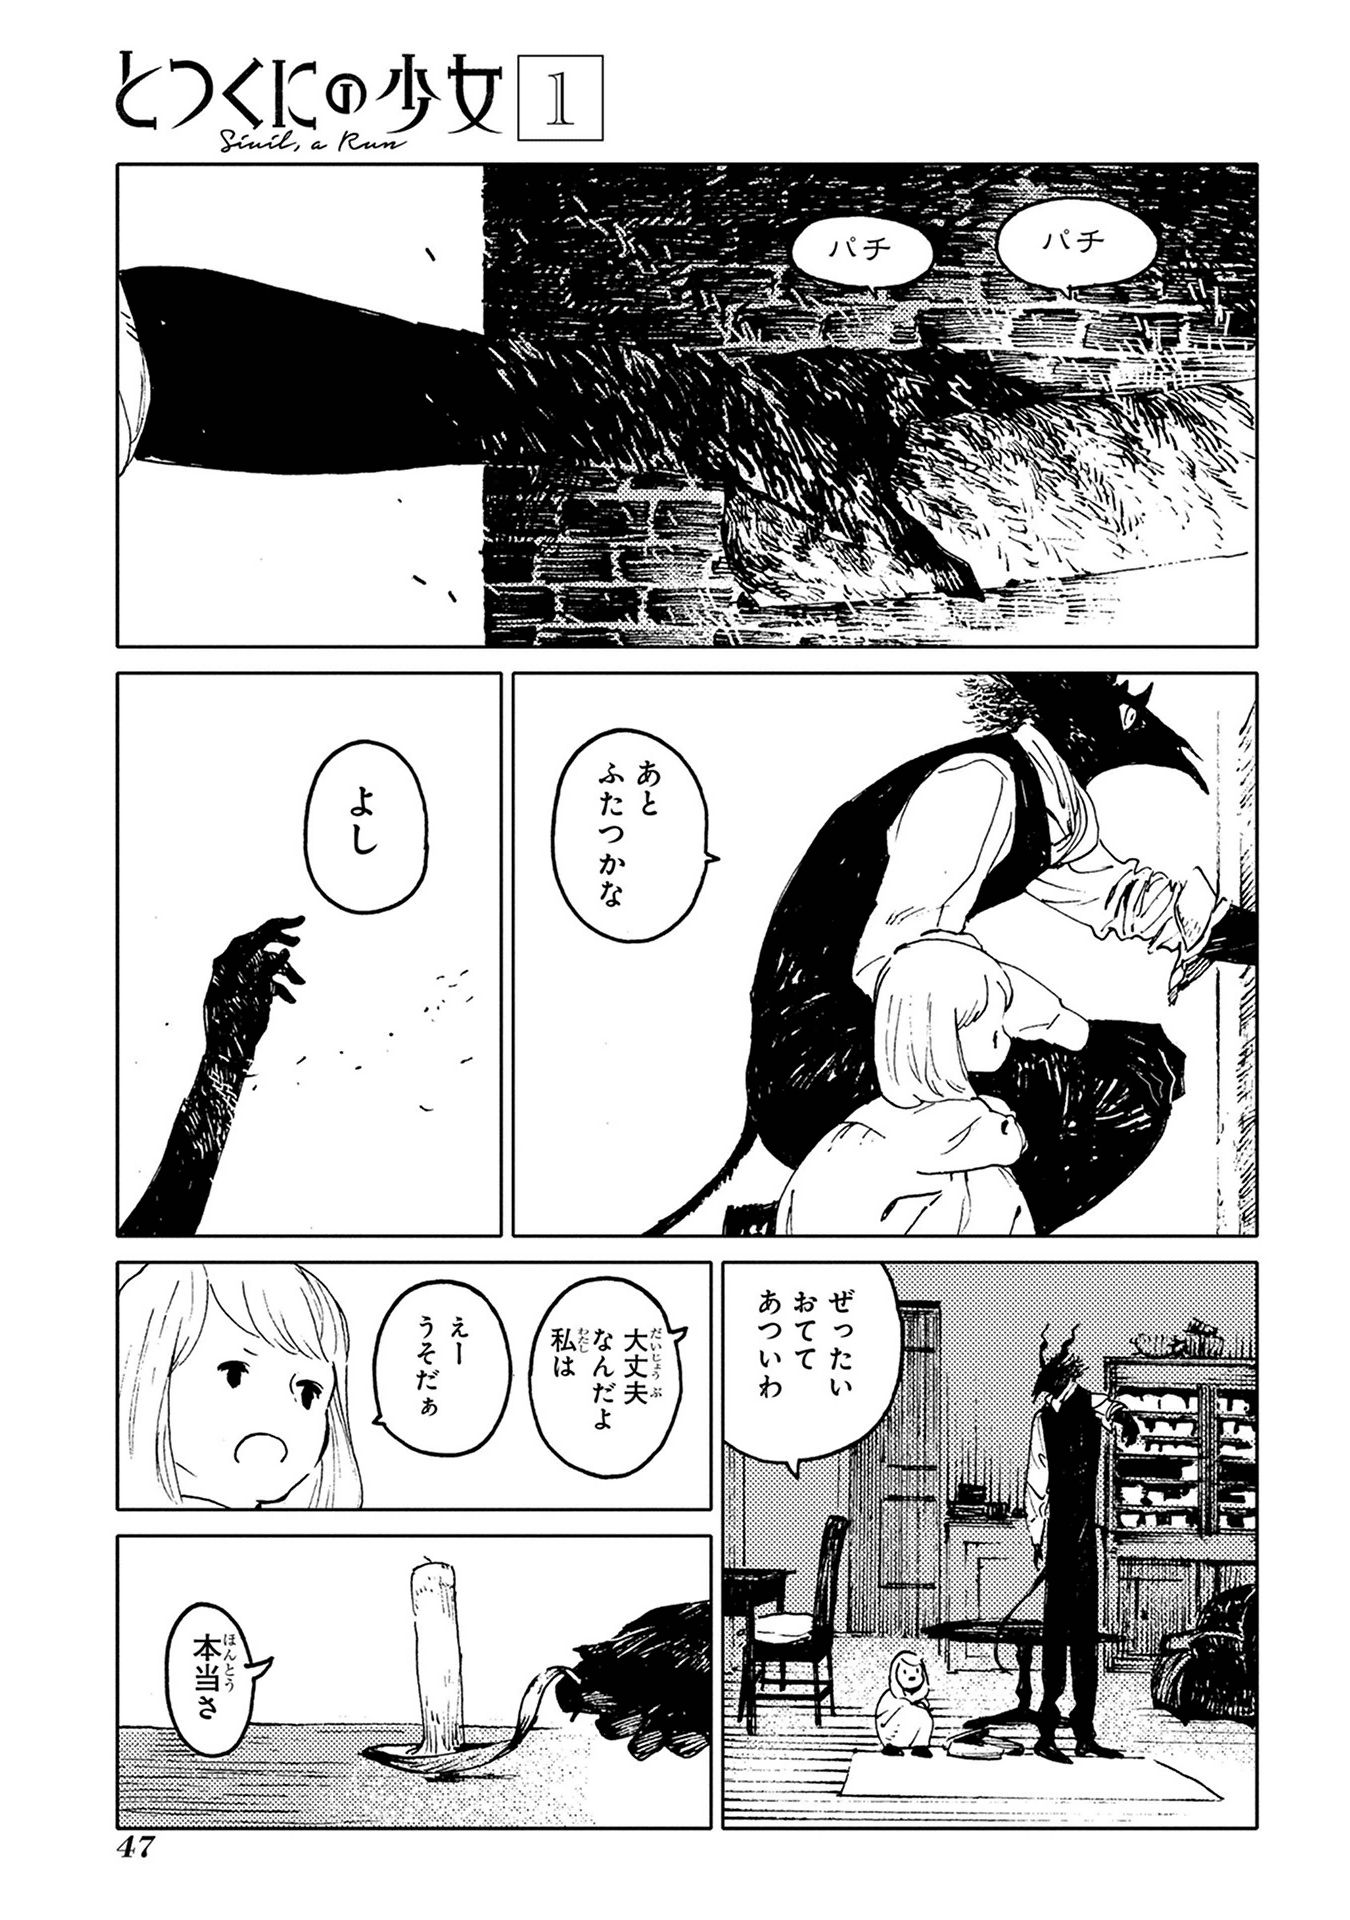 とつくにの少女 1
Siúil, a Rún
パチ
パチ
あと
ふたつかな
よし
ぜったい
おてて
あついわ
大丈夫
なんだよ
私は
えー
うそだぁ
本当さ
47